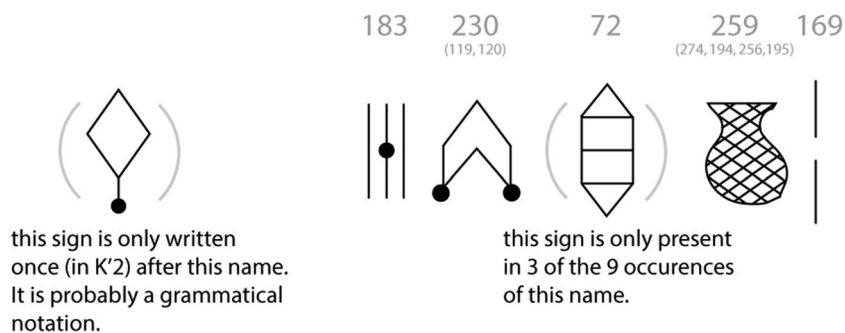 183 230 72 259 169
(119,120) (274,194,256,195)
this sign is only written
once (in K'2) after this name.
It is probably a grammatical
notation.
this sign is only present
in 3 of the 9 occurences
of this name.